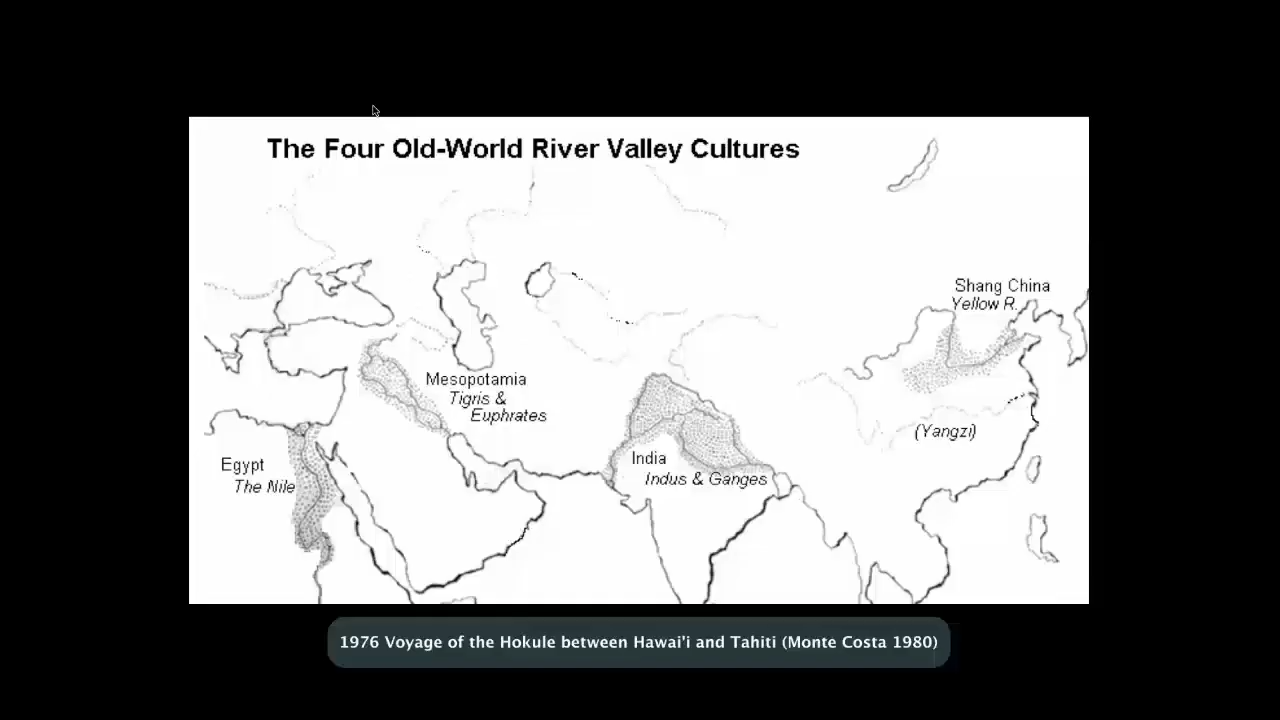 The Four Old-World River Valley Cultures
Shang China
Yellow R.
Mesopotamia
Tigris &
Euphrates
(Yangzi)
India
Indus & Ganges
Egypt
The Nile
1976 Voyage of the Hokule between Hawai'i and Tahiti (Monte Costa 1980)